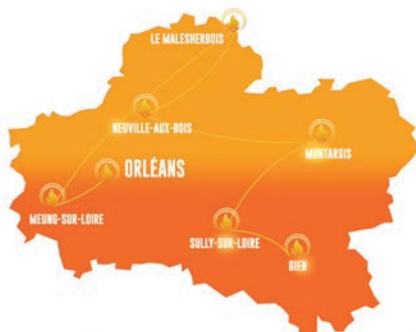 LE MALESHERBOIS
NEUVILLE-AUX-BOIS
MONTARGIS
ORLÉANS
MEUNG-SUR-LOIRE
SULLY-SUR-LOIRE
GIEN